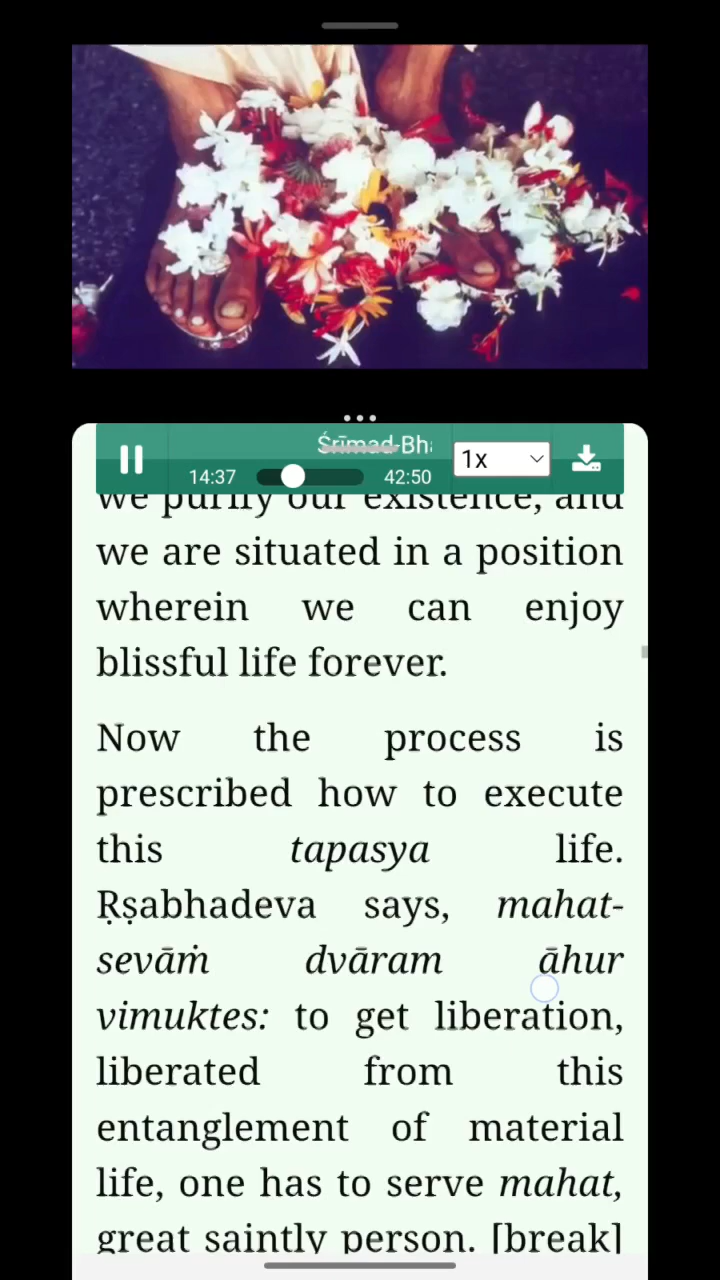 Śrīmad-Bh
14:37
42:50
1x
we purify our existence, and
we are situated in a position
wherein we can enjoy
blissful life forever.
Now the process is
prescribed how to execute
this tapasya life.
Ṛṣabhadeva says, mahat-
sevāṁ dvāram āhur
vimuktes: to get liberation,
liberated from this
entanglement of material
life, one has to serve mahat,
great saintly person. [break]